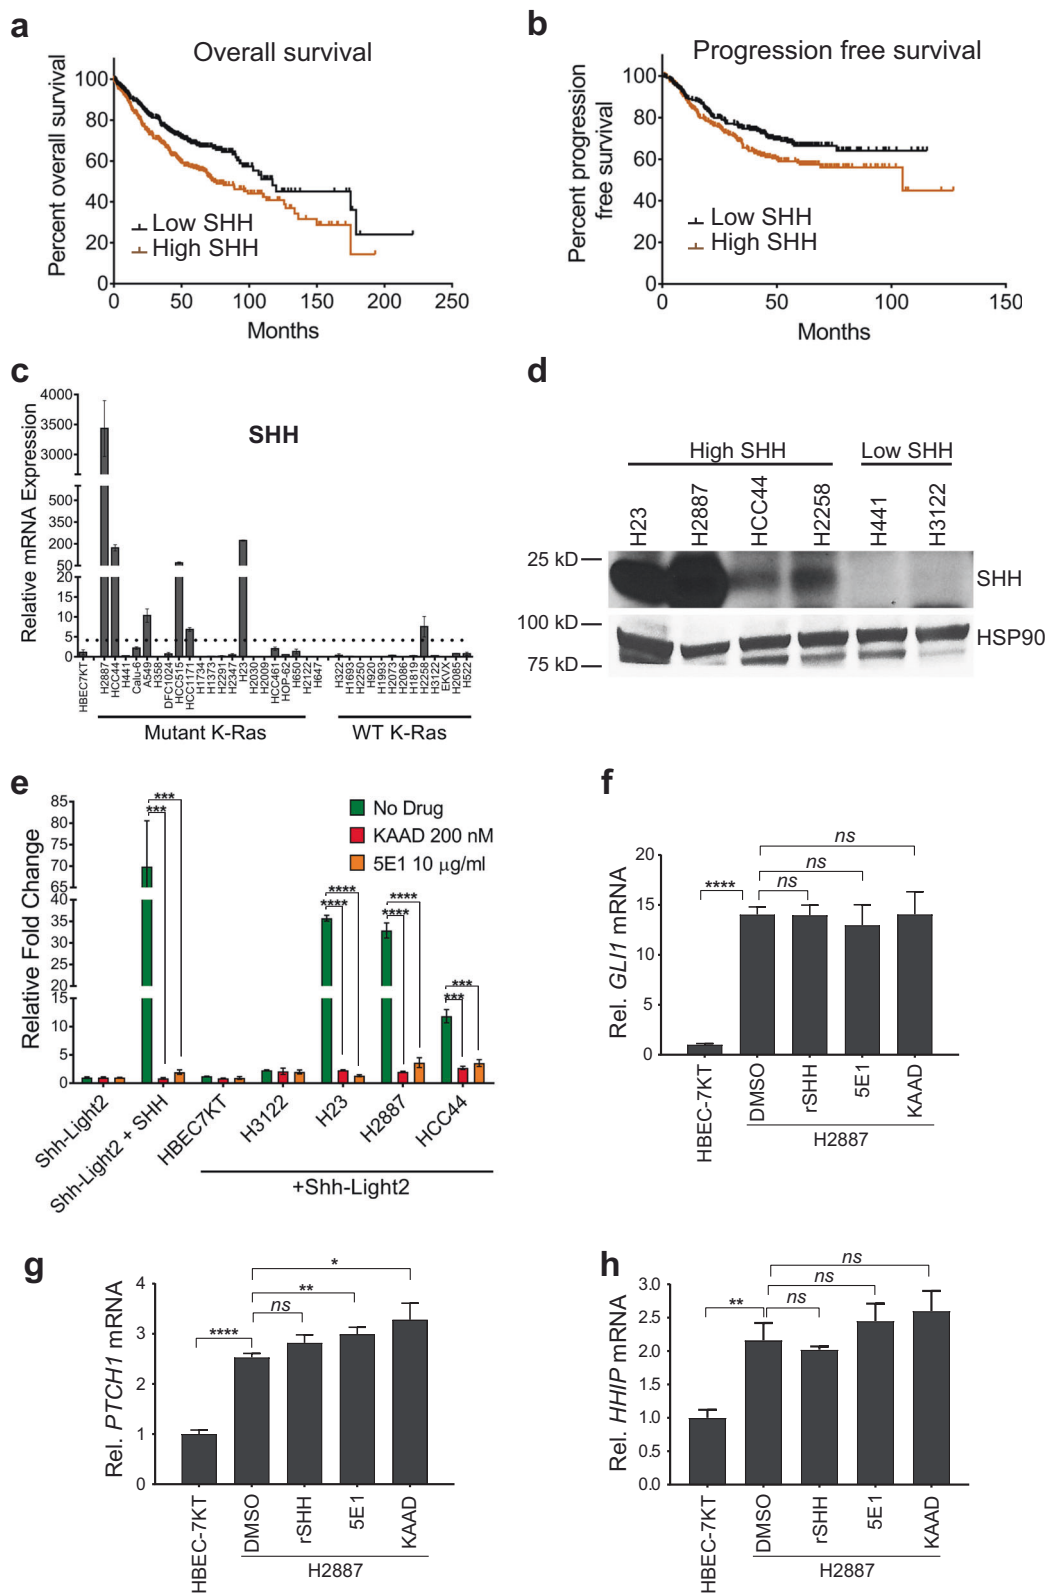 a
Overall survival
Percent overall survival
100
80
60
40
20
0
Low SHH
High SHH
0 50 100 150 200 250
Months
b
Progression free survival
Percent progression
free survival
100
80
60
40
20
0
Low SHH
High SHH
0 50 100 150
Months
c
Relative mRNA Expression
4000
3500
3000
500
350
200
50
20
15
10
5
0
SHH
HBEC7KT
H2887
HCC44
H441
Calu-6
A549
H358
DFC1024
HCC515
HCC1171
H1734
H1373
H2291
H2347
H23
H2030
H2009
HCC461
HOP-62
H650
H2122
H647
H322
H1693
H2250
H920
H1993
H2073
H2086
H1819
H2258
H3122
EKVX
H2085
H522
Mutant K-Ras
WT K-Ras
d
High SHH
Low SHH
H23
H2887
HCC44
H2258
H441
H3122
25 kD
SHH
100 kD
HSP90
75 kD
e
Relative Fold Change
85
80
75
70
65
40
35
30
25
20
15
10
5
0
No Drug
KAAD 200 nM
5E1 10 μg/ml
***
***
****
****
****
****
***
***
Shh-Light2
Shh-Light2 + SHH
HBEC7KT
H3122
H23
H2887
HCC44
+Shh-Light2
f
Rel. GLI1 mRNA
20
15
10
5
0
ns
ns
ns
****
HBEC-7KT
DMSO
rSHH
5E1
KAAD
H2887
g
Rel. PTCH1 mRNA
4
3
2
1
0
*
**
ns
****
HBEC-7KT
DMSO
rSHH
5E1
KAAD
H2887
h
Rel. HHIP mRNA
3.0
2.5
2.0
1.5
1.0
0.5
0.0
ns
ns
ns
**
HBEC-7KT
DMSO
rSHH
5E1
KAAD
H2887